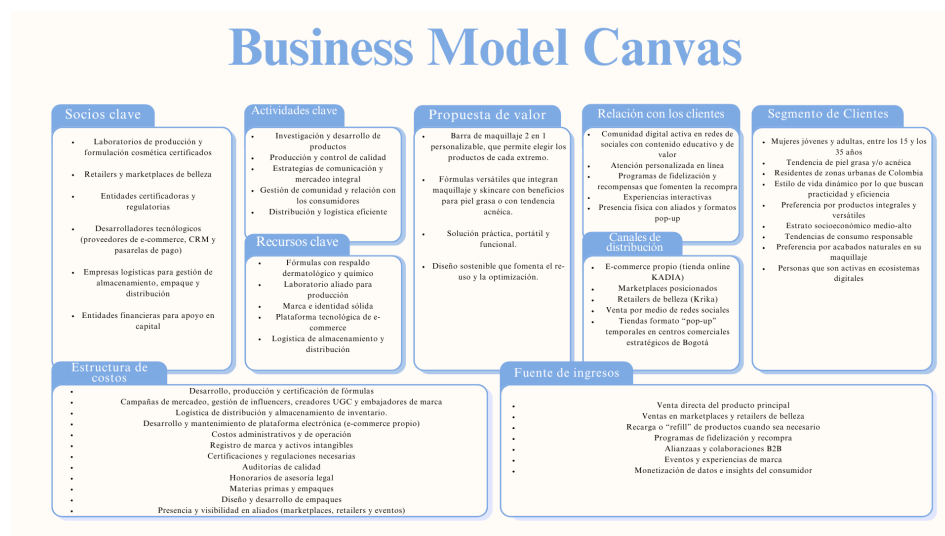 Business Model Canvas
Socios clave
Laboratorios de producción y
formulación cosmética certificados
Retailers y marketplaces de belleza
Entidades certificadoras y
regulatorias
Desarrolladores tecnólogicos
(proveedores de e-commerce, CRM y
pasarelas de pago)
Empresas logísticas para gestión de
almacenamiento, empaque y
distribución
Entidades financieras para apoyo en
capital
Actividades clave
Investigación y desarrollo de
productos
Producción y control de calidad
Estrategias de comunicación y
mercadeo integral
Gestión de comunidad y relación con
los consumidores
Distribución y logística eficiente
Recursos clave
Fórmulas con respaldo
dermatológico y químico
Laboratorio aliado para
producción
Marca e identidad sólida
Plataforma tecnológica de e-
commerce
Logística de almacenamiento y
distribución
Propuesta de valor
Barra de maquillaje 2 en 1
personalizable, que permite elegir los
productos de cada extremo.
Fórmulas versátiles que integran
maquillaje y skincare con beneficios
para piel grasa o con tendencia
acnéica.
Solución práctica, portátil y
funcional.
Diseño sostenible que fomenta el re-
uso y la optimización.
Relación con los clientes
Comunidad digital activa en redes de
sociales con contenido educativo y de
valor
Atención personalizada en línea
Programas de fidelización y
recompensas que fomenten la recompra
Experiencias interactivas
Presencia física con aliados y formatos
pop-up
Canales de
distribución
E-commerce propio (tienda online
KADIA)
Marketplaces posicionados
Retailers de belleza (Krika)
Venta por medio de redes sociales
Tiendas formato “pop-up”
temporales en centros comerciales
estratégicos de Bogotá
Segmento de Clientes
Mujeres jóvenes y adultas, entre los 15 y los
35 años
Tendencia de piel grasa y/o acnéica
Residentes de zonas urbanas de Colombia
Estilo de vida dinámico por lo que buscan
practicidad y eficiencia
Preferencia por productos integrales y
versátiles
Estrato socioeconómico medio-alto
Tendencias de consumo responsable
Preferencia por acabados naturales en su
maquillaje
Personas que son activas en ecosistemas
digitales
Estructura de
costos
Desarrollo, producción y certificación de fórmulas
Campañas de mercadeo, gestión de influencers, creadores UGC y embajadores de marca
Logística de distribución y almacenamiento de inventario.
Desarrollo y mantenimiento de plataforma electrónica (e-commerce propio)
Costos administrativos y de operación
Registro de marca y activos intangibles
Certificaciones y regulaciones necesarias
Auditorías de calidad
Honorarios de asesoría legal
Materias primas y empaques
Diseño y desarrollo de empaques
Presencia y visibilidad en aliados (marketplaces, retailers y eventos)
Fuente de ingresos
Venta directa del producto principal
Ventas en marketplaces y retailers de belleza
Recarga o “refill” de productos cuando sea necesario
Programas de fidelización y recompra
Alianzaas y colaboraciones B2B
Eventos y experiencias de marca
Monetización de datos e insights del consumidor